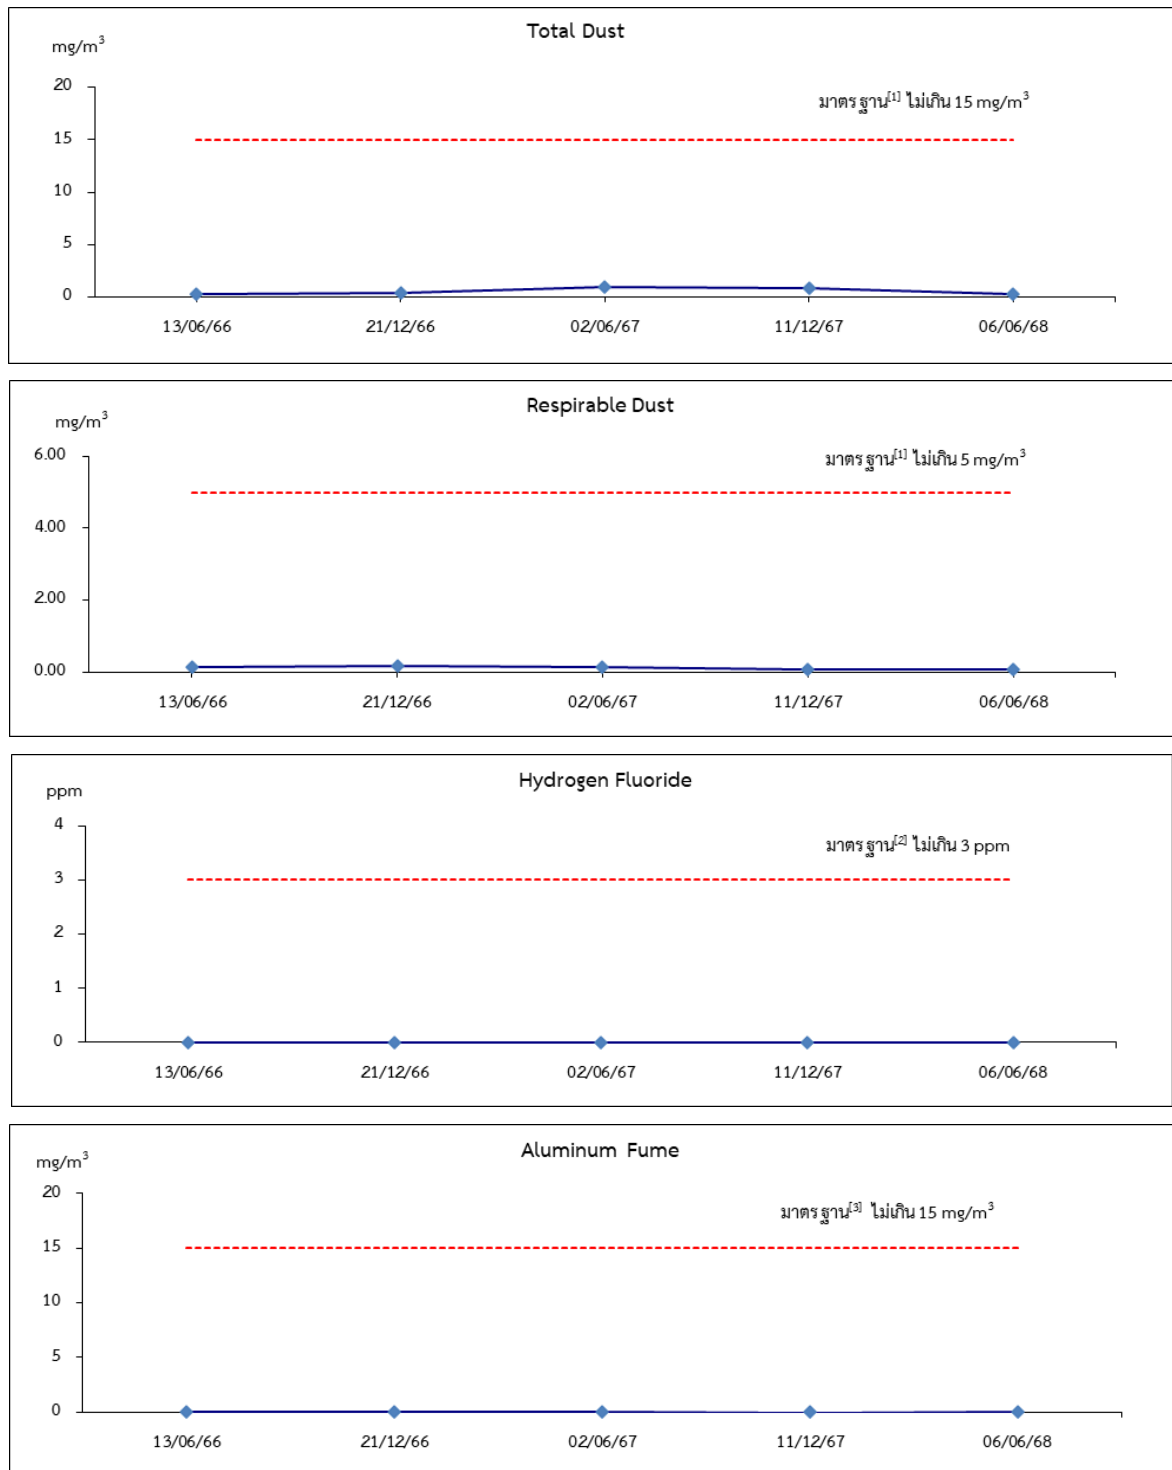 Total Dust
mg/m³
มาตรฐาน[1] ไม่เกิน 15 mg/m³
20
15
10
5
0
13/06/66 21/12/66 02/06/67 11/12/67 06/06/68
Respirable Dust
mg/m³
มาตรฐาน[1] ไม่เกิน 5 mg/m³
6.00
4.00
2.00
0.00
13/06/66 21/12/66 02/06/67 11/12/67 06/06/68
Hydrogen Fluoride
ppm
มาตรฐาน[2] ไม่เกิน 3 ppm
4
3
2
1
0
13/06/66 21/12/66 02/06/67 11/12/67 06/06/68
Aluminum Fume
mg/m³
มาตรฐาน[3] ไม่เกิน 15 mg/m³
20
15
10
5
0
13/06/66 21/12/66 02/06/67 11/12/67 06/06/68